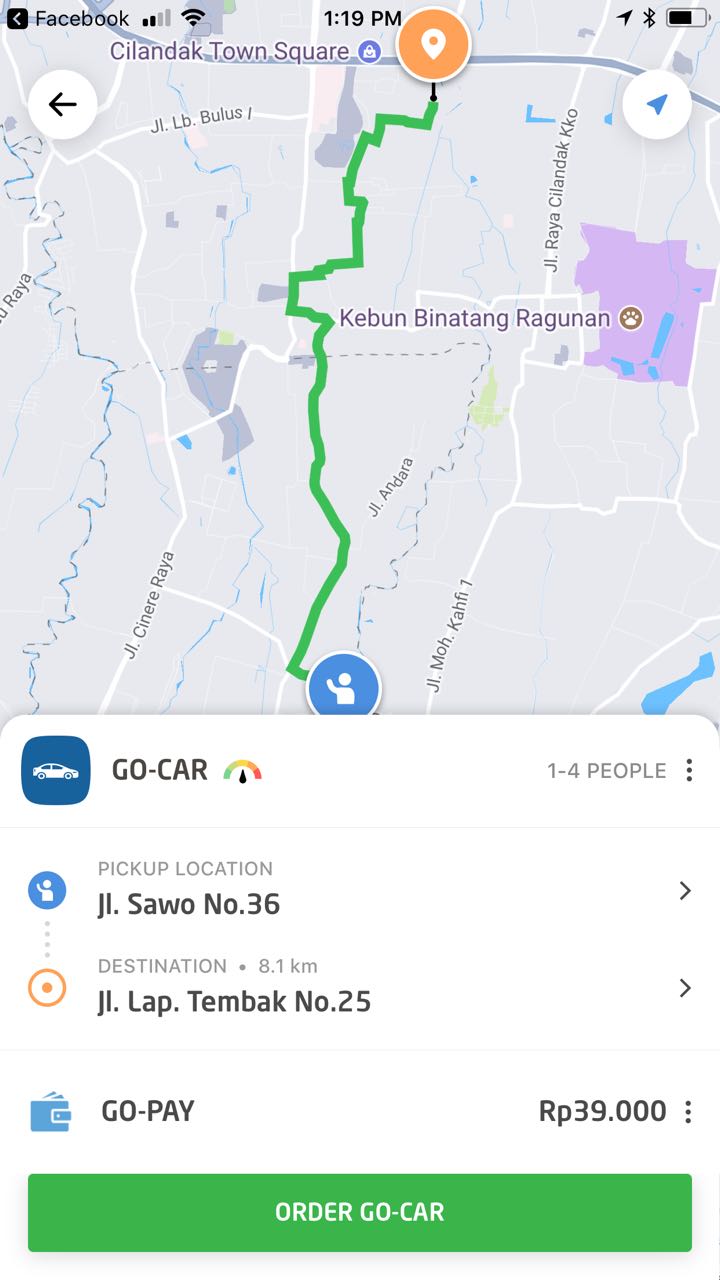 Facebook
1:19 PM
Cilandak Town Square
Jl. Lb. Bulus I
Jl. Raya Cilandak Kko
u Raya
Kebun Binatang Ragunan
Jl. Andara
Jl. Cinere Raya
Jl. Moh. Kahfi 1
GO-CAR
1-4 PEOPLE
PICKUP LOCATION
Jl. Sawo No.36
DESTINATION • 8.1 km
Jl. Lap. Tembak No.25
GO-PAY
Rp39.000
ORDER GO-CAR